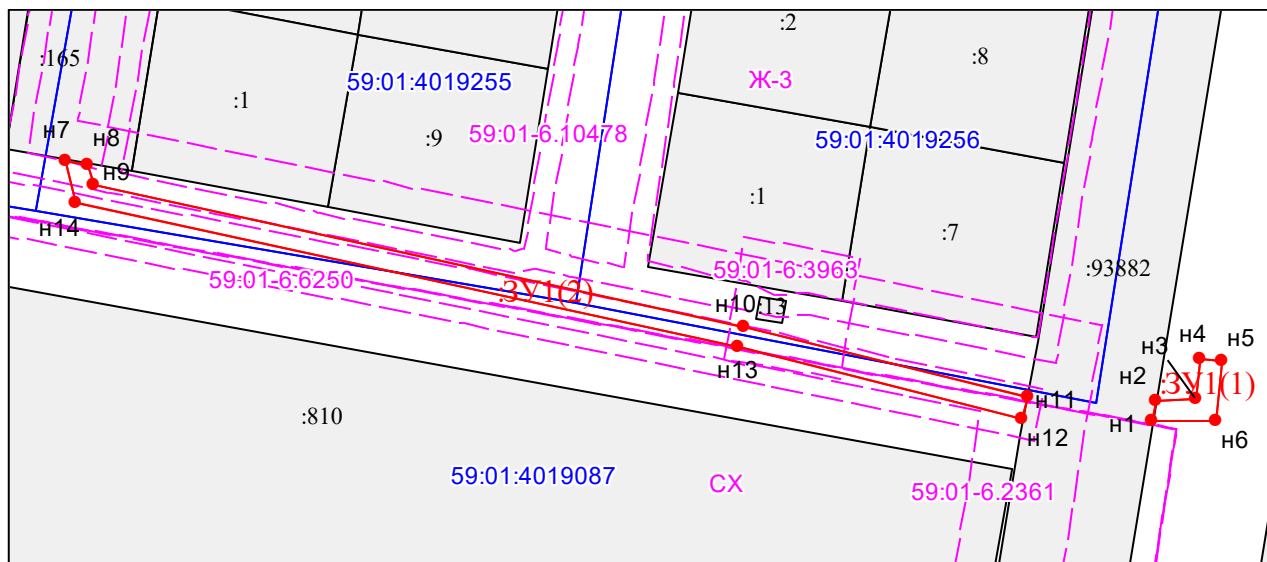 :2
:165
:8
Ж-3
59:01:4019255
:1
:9
59:01-6.10478
59:01:4019256
н7
н8
н9
:1
н14
:7
59:01-6.6250
59:01-6.3963
:93882
:ЗУ1(2)
н10
:13
н13
н3
н4
н5
н2
:ЗУ1(1)
н11
н1
н12
н6
:810
59:01:4019087
СХ
59:01-6.2361